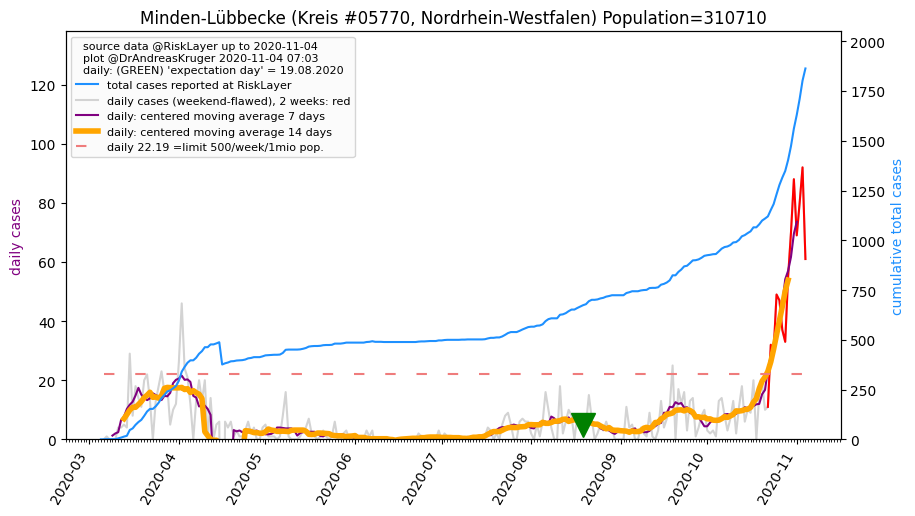 Minden-Lübbecke (Kreis #05770, Nordrhein-Westfalen) Population=310710
source data @RiskLayer up to 2020-11-04
plot @DrAndreasKruger 2020-11-04 07:03
daily: (GREEN) 'expectation day' = 19.08.2020
total cases reported at RiskLayer
daily cases (weekend-flawed), 2 weeks: red
daily: centered moving average 7 days
daily: centered moving average 14 days
daily 22.19 =limit 500/week/1mio pop.
daily cases
0
20
40
60
80
100
120
cumulative total cases
0
250
500
750
1000
1250
1500
1750
2000
2020-03
2020-04
2020-05
2020-06
2020-07
2020-08
2020-09
2020-10
2020-11